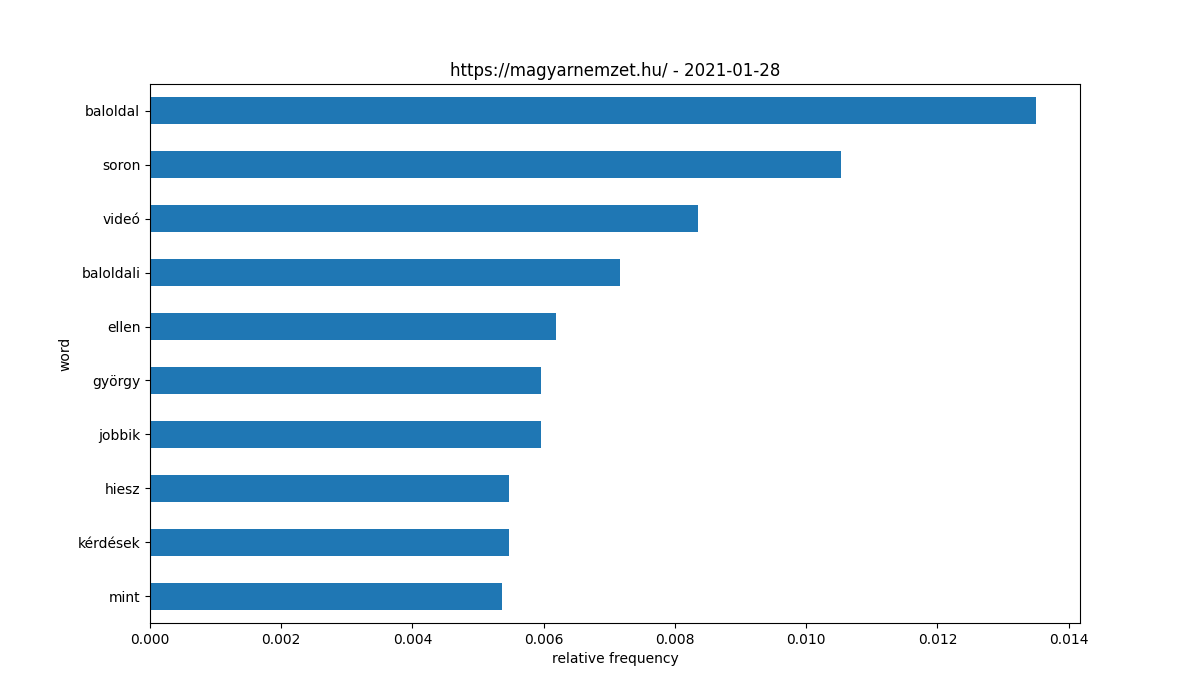 https://magyarnemzet.hu/ - 2021-01-28
baloldal
soron
videó
baloldali
ellen
györgy
jobbik
hiesz
kérdések
mint
word
0.000 0.002 0.004 0.006 0.008 0.010 0.012 0.014
relative frequency